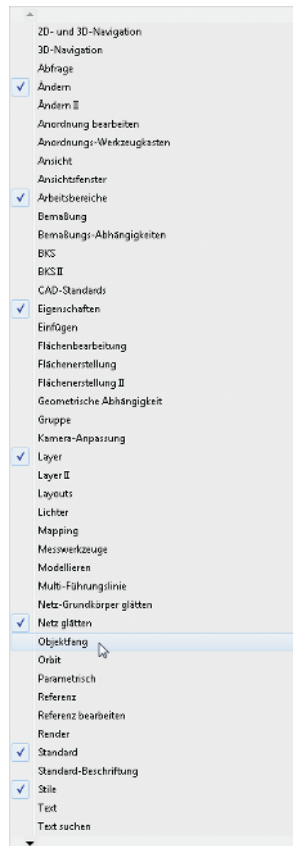 2D- und 3D-Navigation
3D-Navigation
Abfrage
Ändern
Ändern II
Anordnung bearbeiten
Anordnungs-Werkzeugkasten
Ansicht
Ansichtsfenster
Arbeitsbereiche
Bemaßung
Bemaßungs-Abhängigkeiten
BKS
BKS II
CAD-Standards
Eigenschaften
Einfügen
Flächenbearbeitung
Flächenerstellung
Flächenerstellung II
Geometrische Abhängigkeit
Gruppe
Kamera-Anpassung
Layer
Layer II
Layouts
Lichter
Mapping
Messwerkzeuge
Modellieren
Multi-Führungslinie
Netz-Grundkörper glätten
Netz glätten
Objektfang
Orbit
Parametrisch
Referenz
Referenz bearbeiten
Render
Standard
Standard-Beschriftung
Stile
Text
Text suchen